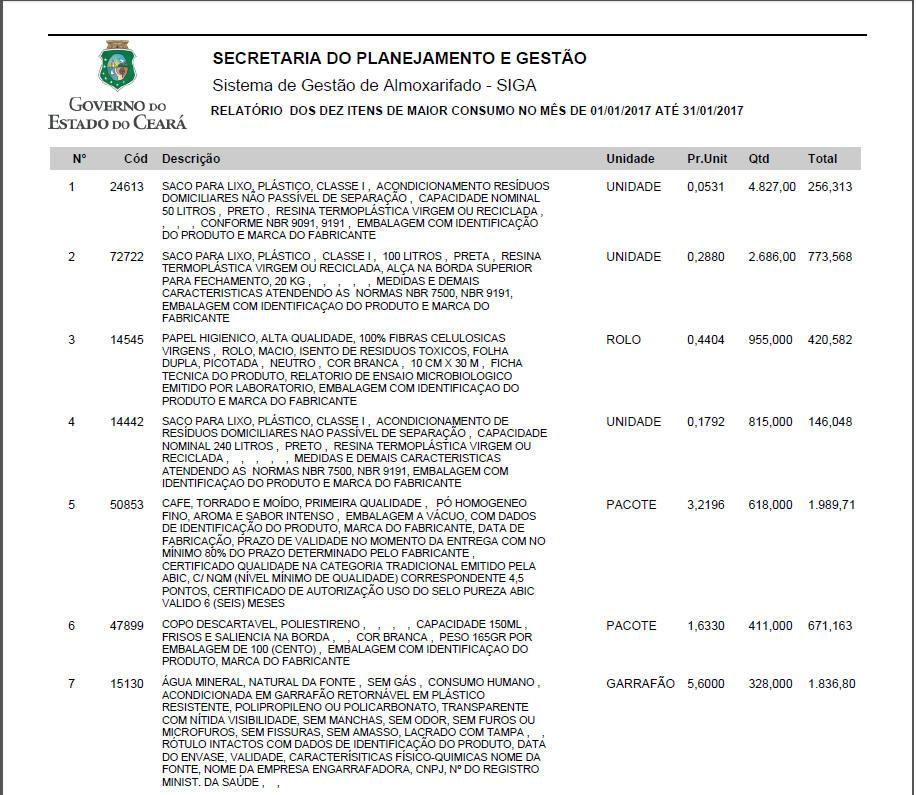 GOVERNO DO
ESTADO DO CEARÁ
SECRETARIA DO PLANEJAMENTO E GESTÃO
Sistema de Gestão de Almoxarifado - SIGA
RELATÓRIO DOS DEZ ITENS DE MAIOR CONSUMO NO MÊS DE 01/01/2017 ATÉ 31/01/2017
Nº Cód Descrição Unidade Pr.Unit Qtd Total
1 24613 SACO PARA LIXO, PLÁSTICO, CLASSE I , ACONDICIONAMENTO RESÍDUOS UNIDADE 0,0531 4.827,00 256,313
DOMICILIARES NÃO PASSÍVEL DE SEPARAÇÃO , CAPACIDADE NOMINAL
50 LITROS , PRETO , RESINA TERMOPLÁSTICA VIRGEM OU RECICLADA ,
, , , CONFORME NBR 9091, 9191 , EMBALAGEM COM IDENTIFICAÇÃO
DO PRODUTO E MARCA DO FABRICANTE
2 72722 SACO PARA LIXO, PLÁSTICO , CLASSE I , 100 LITROS , PRETA , RESINA UNIDADE 0,2880 2.686,00 773,568
TERMOPLÁSTICA VIRGEM OU RECICLADA, ALÇA NA BORDA SUPERIOR
PARA FECHAMENTO, 20 KG , , , , , MEDIDAS E DEMAIS
CARACTERISTICAS ATENDENDO AS NORMAS NBR 7500, NBR 9191,
EMBALAGEM COM IDENTIFICAÇAO DO PRODUTO E MARCA DO
FABRICANTE
3 14545 PAPEL HIGIENICO, ALTA QUALIDADE, 100% FIBRAS CELULOSICAS ROLO 0,4404 955,000 420,582
VIRGENS , ROLO, MACIO, ISENTO DE RESIDUOS TOXICOS, FOLHA
DUPLA, PICOTADA , NEUTRO , COR BRANCA , 10 CM X 30 M , FICHA
TECNICA DO PRODUTO, RELATORIO DE ENSAIO MICROBIOLOGICO
EMITIDO POR LABORATORIO, EMBALAGEM COM IDENTIFICAÇAO DO
PRODUTO E MARCA DO FABRICANTE
4 14442 SACO PARA LIXO, PLÁSTICO, CLASSE I , ACONDICIONAMENTO DE UNIDADE 0,1792 815,000 146,048
RESÍDUOS DOMICILIARES NAO PASSÍVEL DE SEPARAÇÃO , CAPACIDADE
NOMINAL 240 LITROS , PRETO , RESINA TERMOPLÁSTICA VIRGEM OU
RECICLADA , , , , , MEDIDAS E DEMAIS CARACTERISTICAS
ATENDENDO AS NORMAS NBR 7500, NBR 9191, EMBALAGEM COM
IDENTIFICAÇAO DO PRODUTO E MARCA DO FABRICANTE
5 50853 CAFE, TORRADO E MOÍDO, PRIMEIRA QUALIDADE , PÓ HOMOGENEO PACOTE 3,2196 618,000 1.989,71
FINO, AROMA E SABOR INTENSO , EMBALAGEM A VÁCUO, COM DADOS
DE IDENTIFICAÇÃO DO PRODUTO, MARCA DO FABRICANTE, DATA DE
FABRICAÇÃO, PRAZO DE VALIDADE NO MOMENTO DA ENTREGA COM NO
MÍNIMO 80% DO PRAZO DETERMINADO PELO FABRICANTE ,
CERTIFICADO QUALIDADE NA CATEGORIA TRADICIONAL EMITIDO PELA
ABIC, C/ NQM (NÍVEL MÍNIMO DE QUALIDADE) CORRESPONDENTE 4,5
PONTOS, CERTIFICADO DE AUTORIZAÇÃO USO DO SELO PUREZA ABIC
VALIDO 6 (SEIS) MESES
6 47899 COPO DESCARTAVEL, POLIESTIRENO , , , , CAPACIDADE 150ML , PACOTE 1,6330 411,000 671,163
FRISOS E SALIENCIA NA BORDA , , COR BRANCA , PESO 165GR POR
EMBALAGEM DE 100 (CENTO) , EMBALAGEM COM IDENTIFICAÇAO DO
PRODUTO, MARCA DO FABRICANTE
7 15130 ÁGUA MINERAL, NATURAL DA FONTE , SEM GÁS , CONSUMO HUMANO , GARRAFÃO 5,6000 328,000 1.836,80
ACONDICIONADA EM GARRAFÃO RETORNÁVEL EM PLÁSTICO
RESISTENTE, POLIPROPILENO OU POLICARBONATO, TRANSPARENTE
COM NÍTIDA VISIBILIDADE, SEM MANCHAS, SEM ODOR, SEM FUROS OU
MICROFUROS, SEM FISSURAS, SEM AMASSO, LACRADO COM TAMPA , ,
RÓTULO INTACTOS COM DADOS DE IDENTIFICAÇÃO DO PRODUTO, DATA
DO ENVASE, VALIDADE, CARACTERÍSITICAS FÍSICO-QUIMICAS NOME DA
FONTE, NOME DA EMPRESA ENGARRAFADORA, CNPJ, Nº DO REGISTRO
MINIST. DA SAÚDE , ,